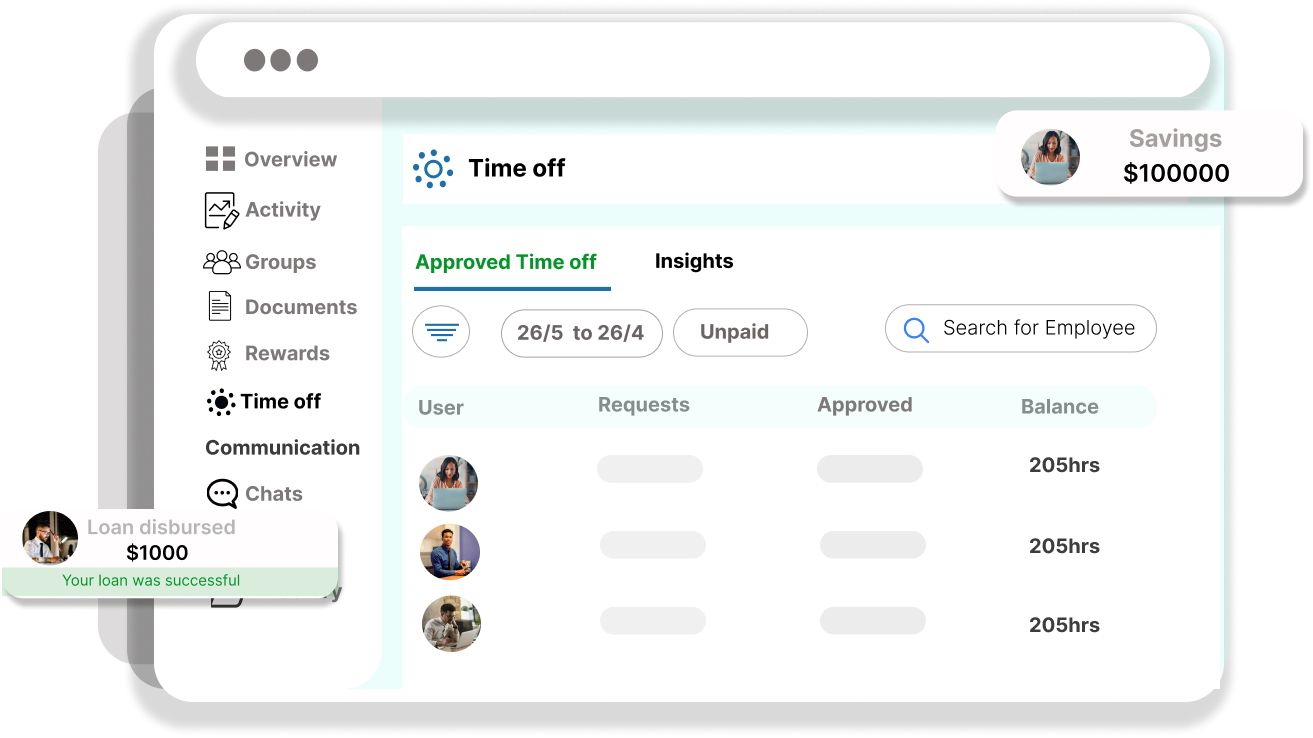 Overview
Activity
Groups
Documents
Rewards
Time off
Communication
Chats
Loan disbursed
$1000
Your loan was successful
Time off
Savings
$100000
Approved Time off
Insights
26/5 to 26/4
Unpaid
Search for Employee
User
Requests
Approved
Balance
205hrs
205hrs
205hrs